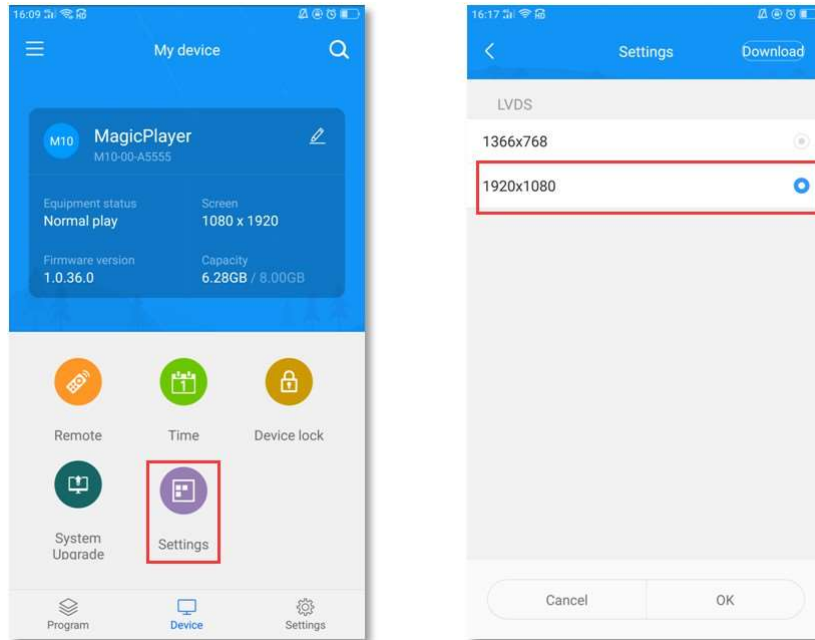 16:09
My device
M10
MagicPlayer
M10-00-A5555
Equipment status
Screen
Normal play
1080 x 1920
Firmware version
Capacity
1.0.36.0
6.28GB / 8.00GB
1
Remote
Time
Device lock
System
Upgrade
Settings
Program
Device
Settings
16:17
Settings
Download
LVDS
1366x768
1920x1080
Cancel
OK